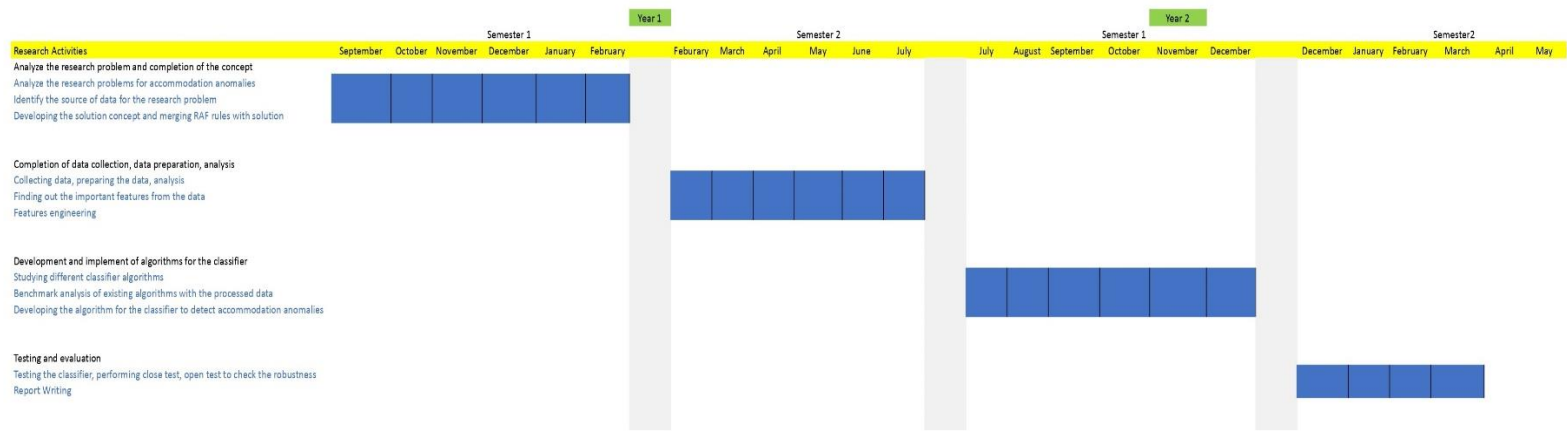 Year 1 Year 2
Semester 1 Semester 2 Semester 1 Semester2
Research Activities September October November December January February Feburary March April May June July July August September October November December December January February March April May
Analyze the research problem and completion of the concept
Analyze the research problems for accommodation anomalies
Identify the source of data for the research problem
Developing the solution concept and merging RAF rules with solution
Completion of data collection, data preparation, analysis
Collecting data, preparing the data, analysis
Finding out the important features from the data
Features engineering
Development and implement of algorithms for the classifier
Studying different classifier algorithms
Benchmark analysis of existing algorithms with the processed data
Developing the algorithm for the classifier to detect accommodation anomalies
Testing and evaluation
Testing the classifier, performing close test, open test to check the robustness
Report Writing